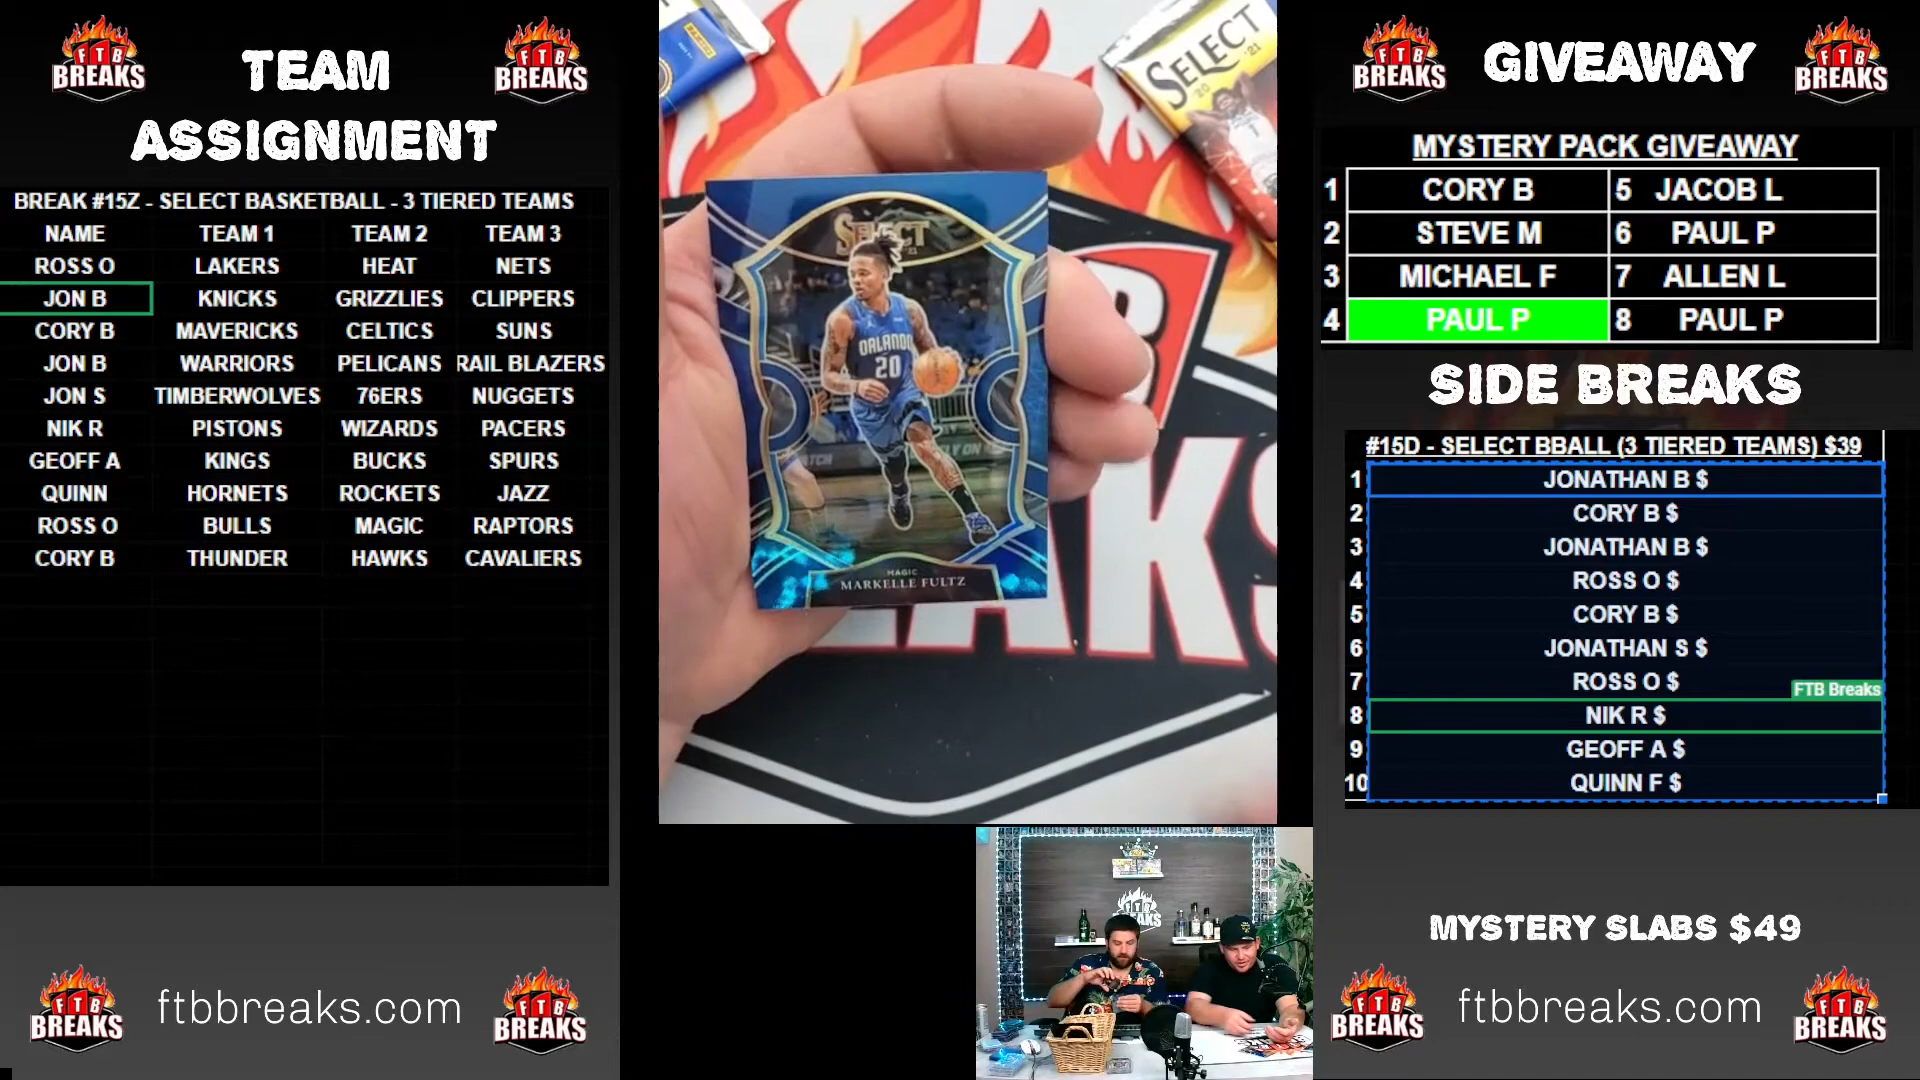 FTB
BREAKS
TEAM
ASSIGNMENT
FTB
BREAKS
BREAK #15Z - SELECT BASKETBALL - 3 TIERED TEAMS
NAME TEAM 1 TEAM 2 TEAM 3
ROSS O LAKERS HEAT NETS
JON B KNICKS GRIZZLIES CLIPPERS
CORY B MAVERICKS CELTICS SUNS
JON B WARRIORS PELICANS RAIL BLAZERS
JON S TIMBERWOLVES 76ERS NUGGETS
NIK R PISTONS WIZARDS PACERS
GEOFF A KINGS BUCKS SPURS
QUINN HORNETS ROCKETS JAZZ
ROSS O BULLS MAGIC RAPTORS
CORY B THUNDER HAWKS CAVALIERS
FTB
BREAKS
ftbbreaks.com
FTB
BREAKS
SELECT
SELECT
ORLANDO
20
MAGIC
MARKELLE FULTZ
FTB
BREAKS
FTB
BREAKS
GIVEAWAY
FTB
BREAKS
MYSTERY PACK GIVEAWAY
1 CORY B 5 JACOB L
2 STEVE M 6 PAUL P
3 MICHAEL F 7 ALLEN L
4 PAUL P 8 PAUL P
SIDE BREAKS
#15D - SELECT BBALL (3 TIERED TEAMS) $39
1 JONATHAN B $
2 CORY B $
3 JONATHAN B $
4 ROSS O $
5 CORY B $
6 JONATHAN S $
7 ROSS O $
FTB Breaks
8 NIK R $
9 GEOFF A $
10 QUINN F $
MYSTERY SLABS $49
FTB
BREAKS
ftbbreaks.com
FTB
BREAKS